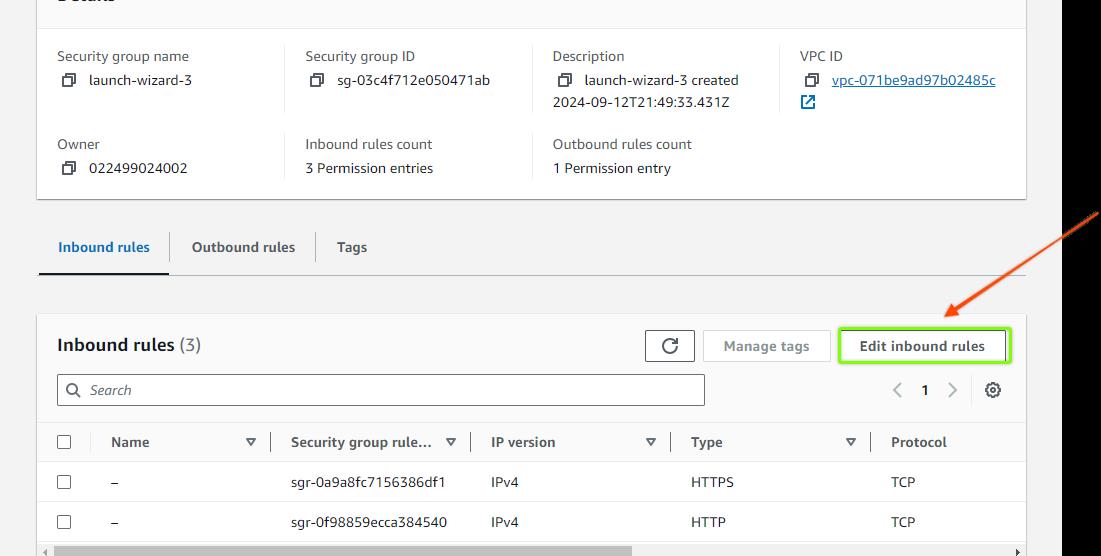 Details
Security group name
launch-wizard-3
Security group ID
sg-03c4f712e050471ab
Description
launch-wizard-3 created
2024-09-12T21:49:33.431Z
VPC ID
vpc-071be9ad97b02485c
Owner
022499024002
Inbound rules count
3 Permission entries
Outbound rules count
1 Permission entry
Inbound rules
Outbound rules
Tags
Inbound rules (3)
Manage tags
Edit inbound rules
Search
1
Name
Security group rule...
IP version
Type
Protocol
–
sgr-0a9a8fc7156386df1
IPv4
HTTPS
TCP
–
sgr-0f98859ecca384540
IPv4
HTTP
TCP